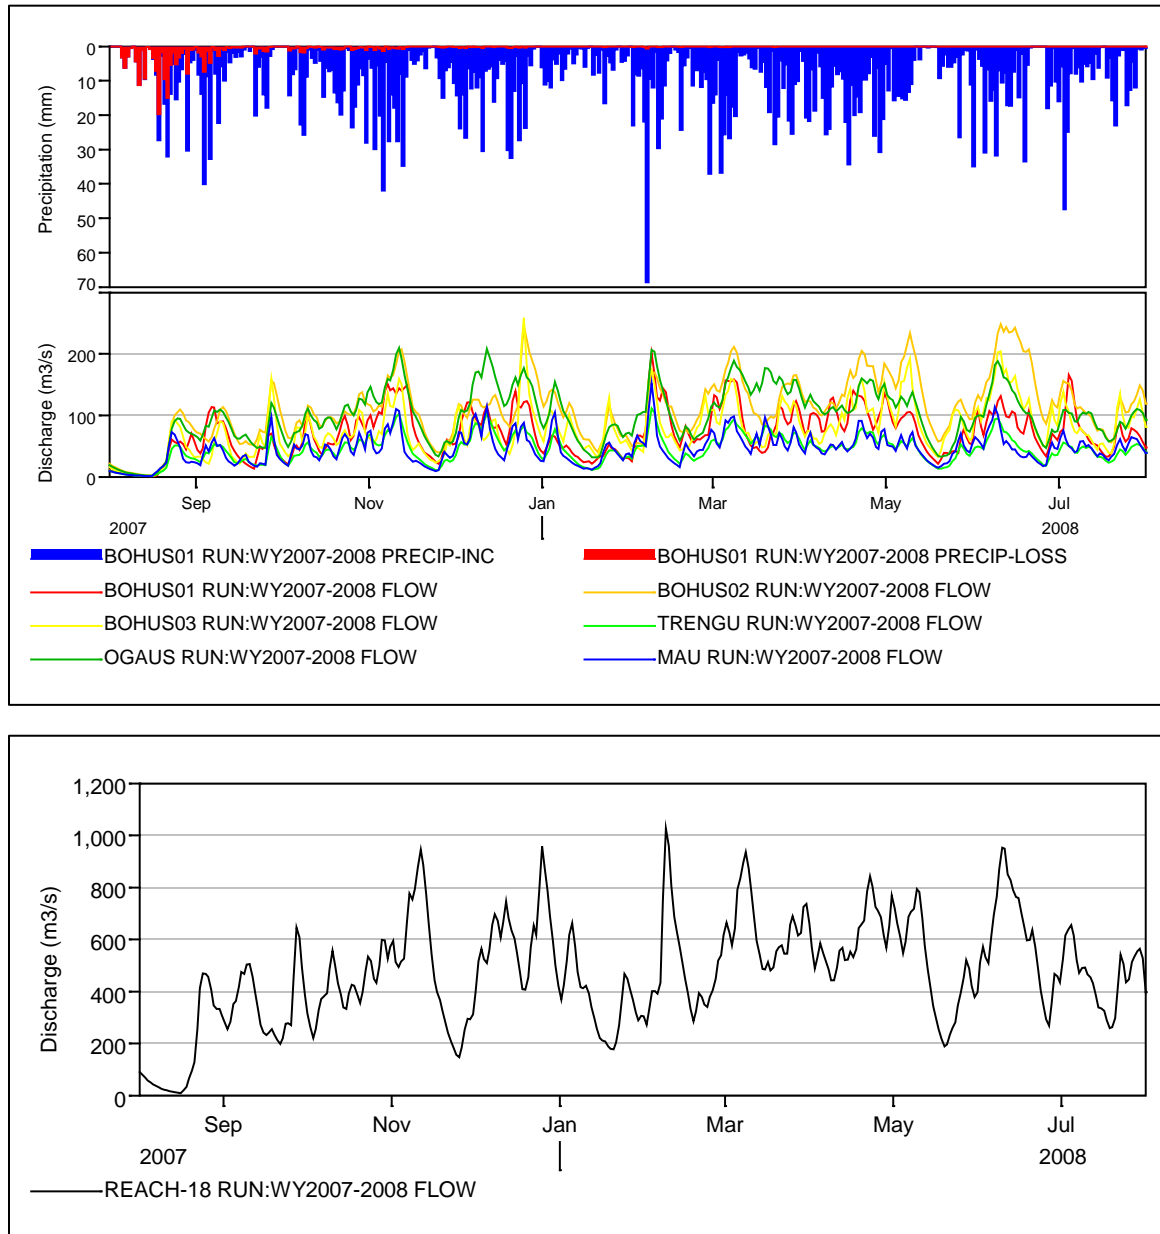 0
10
20
30
40
50
60
70
Precipitation (mm)
200
100
0
Discharge (m3/s)
Sep Nov Jan Mar May Jul
2007 2008
BOHUS01 RUN:WY2007-2008 PRECIP-INC BOHUS01 RUN:WY2007-2008 PRECIP-LOSS
BOHUS01 RUN:WY2007-2008 FLOW BOHUS02 RUN:WY2007-2008 FLOW
BOHUS03 RUN:WY2007-2008 FLOW TRENGU RUN:WY2007-2008 FLOW
OGAUS RUN:WY2007-2008 FLOW MAU RUN:WY2007-2008 FLOW
1,200
1,000
800
600
400
200
0
Discharge (m3/s)
Sep Nov Jan Mar May Jul
2007 2008
REACH-18 RUN:WY2007-2008 FLOW